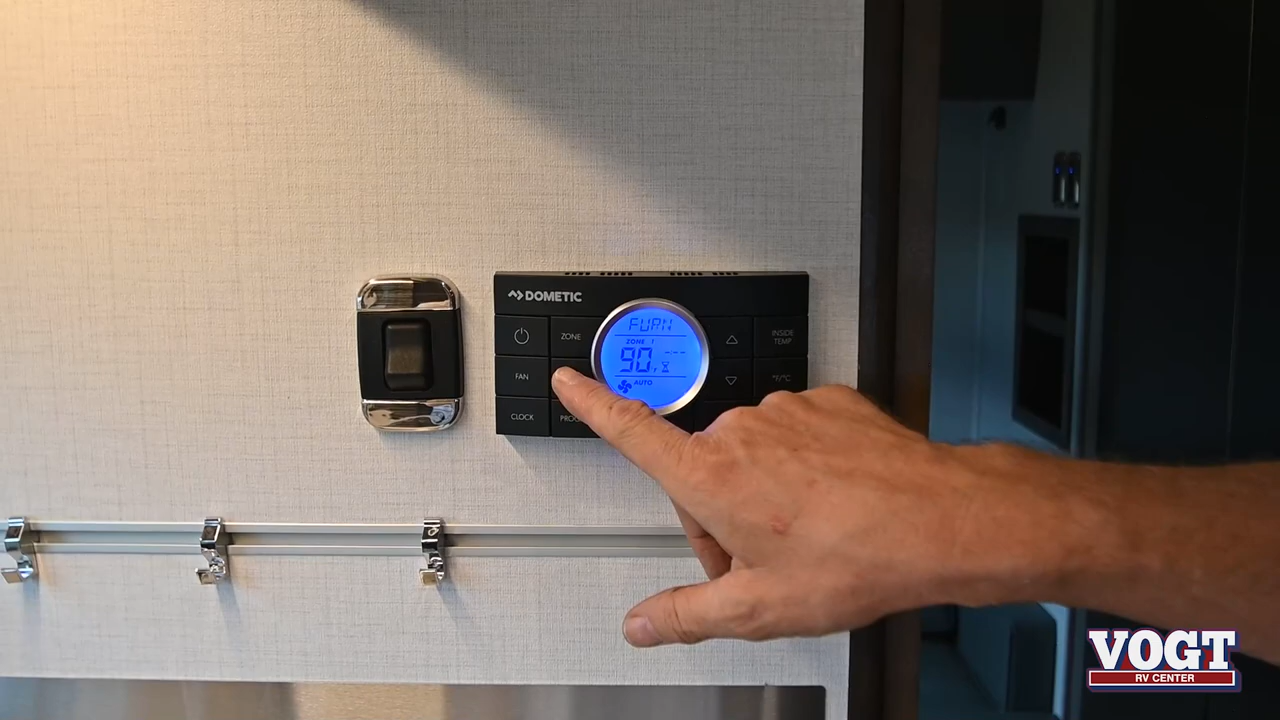 DOMETIC
FURN
ZONE
ZONE 1
INSIDE
TEMP
FAN
90°F --:--
°F/°C
AUTO
CLOCK
VOGT
RV CENTER